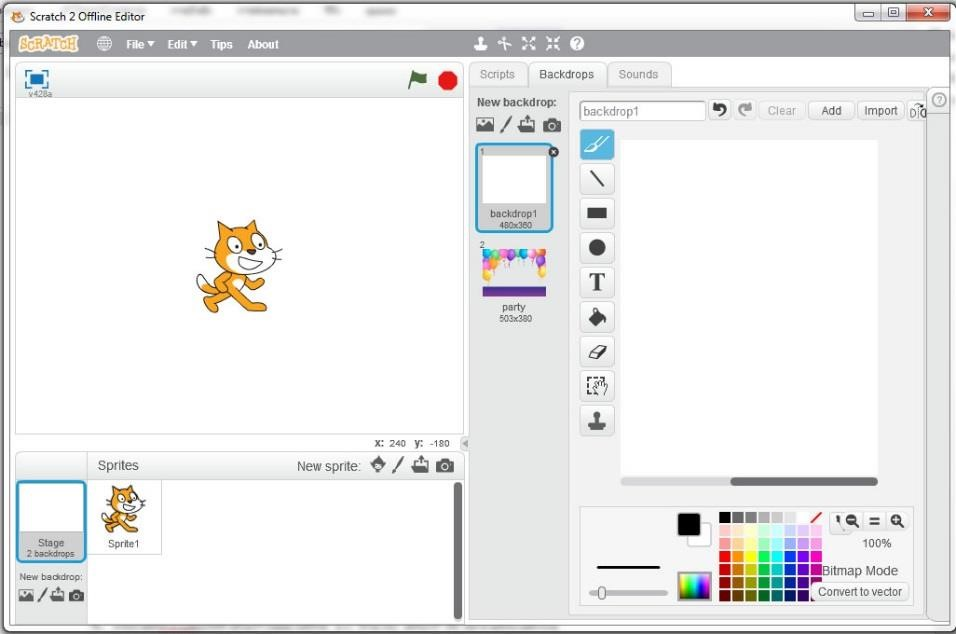 Scratch 2 Offline Editor
SCRATCH File Edit Tips About
v428a
Scripts Backdrops Sounds
New backdrop:
backdrop1 Clear Add Import
1
backdrop1
480x360
2
party
503x380
T
x: 240 y: -180
Sprites New sprite:
Stage
2 backdrops
Sprite1
New backdrop:
100%
Bitmap Mode
Convert to vector